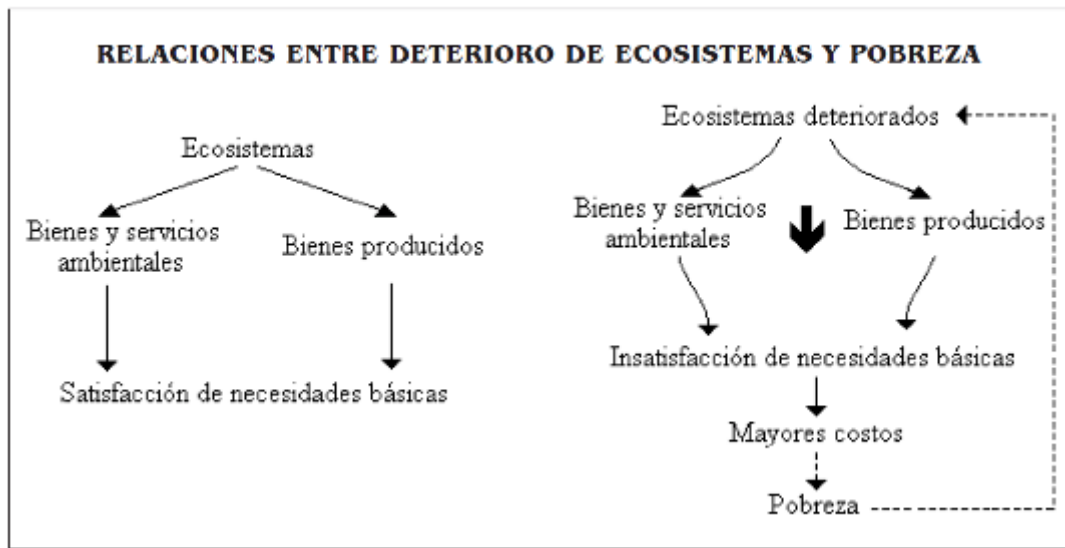 RELACIONES ENTRE DETERIORO DE ECOSISTEMAS Y POBREZA
Ecosistemas
Bienes y servicios
ambientales
Bienes producidos
Satisfacción de necesidades básicas
Ecosistemas deteriorados
Bienes y servicios
ambientales
Bienes producidos
Insatisfacción de necesidades básicas
Mayores costos
Pobreza